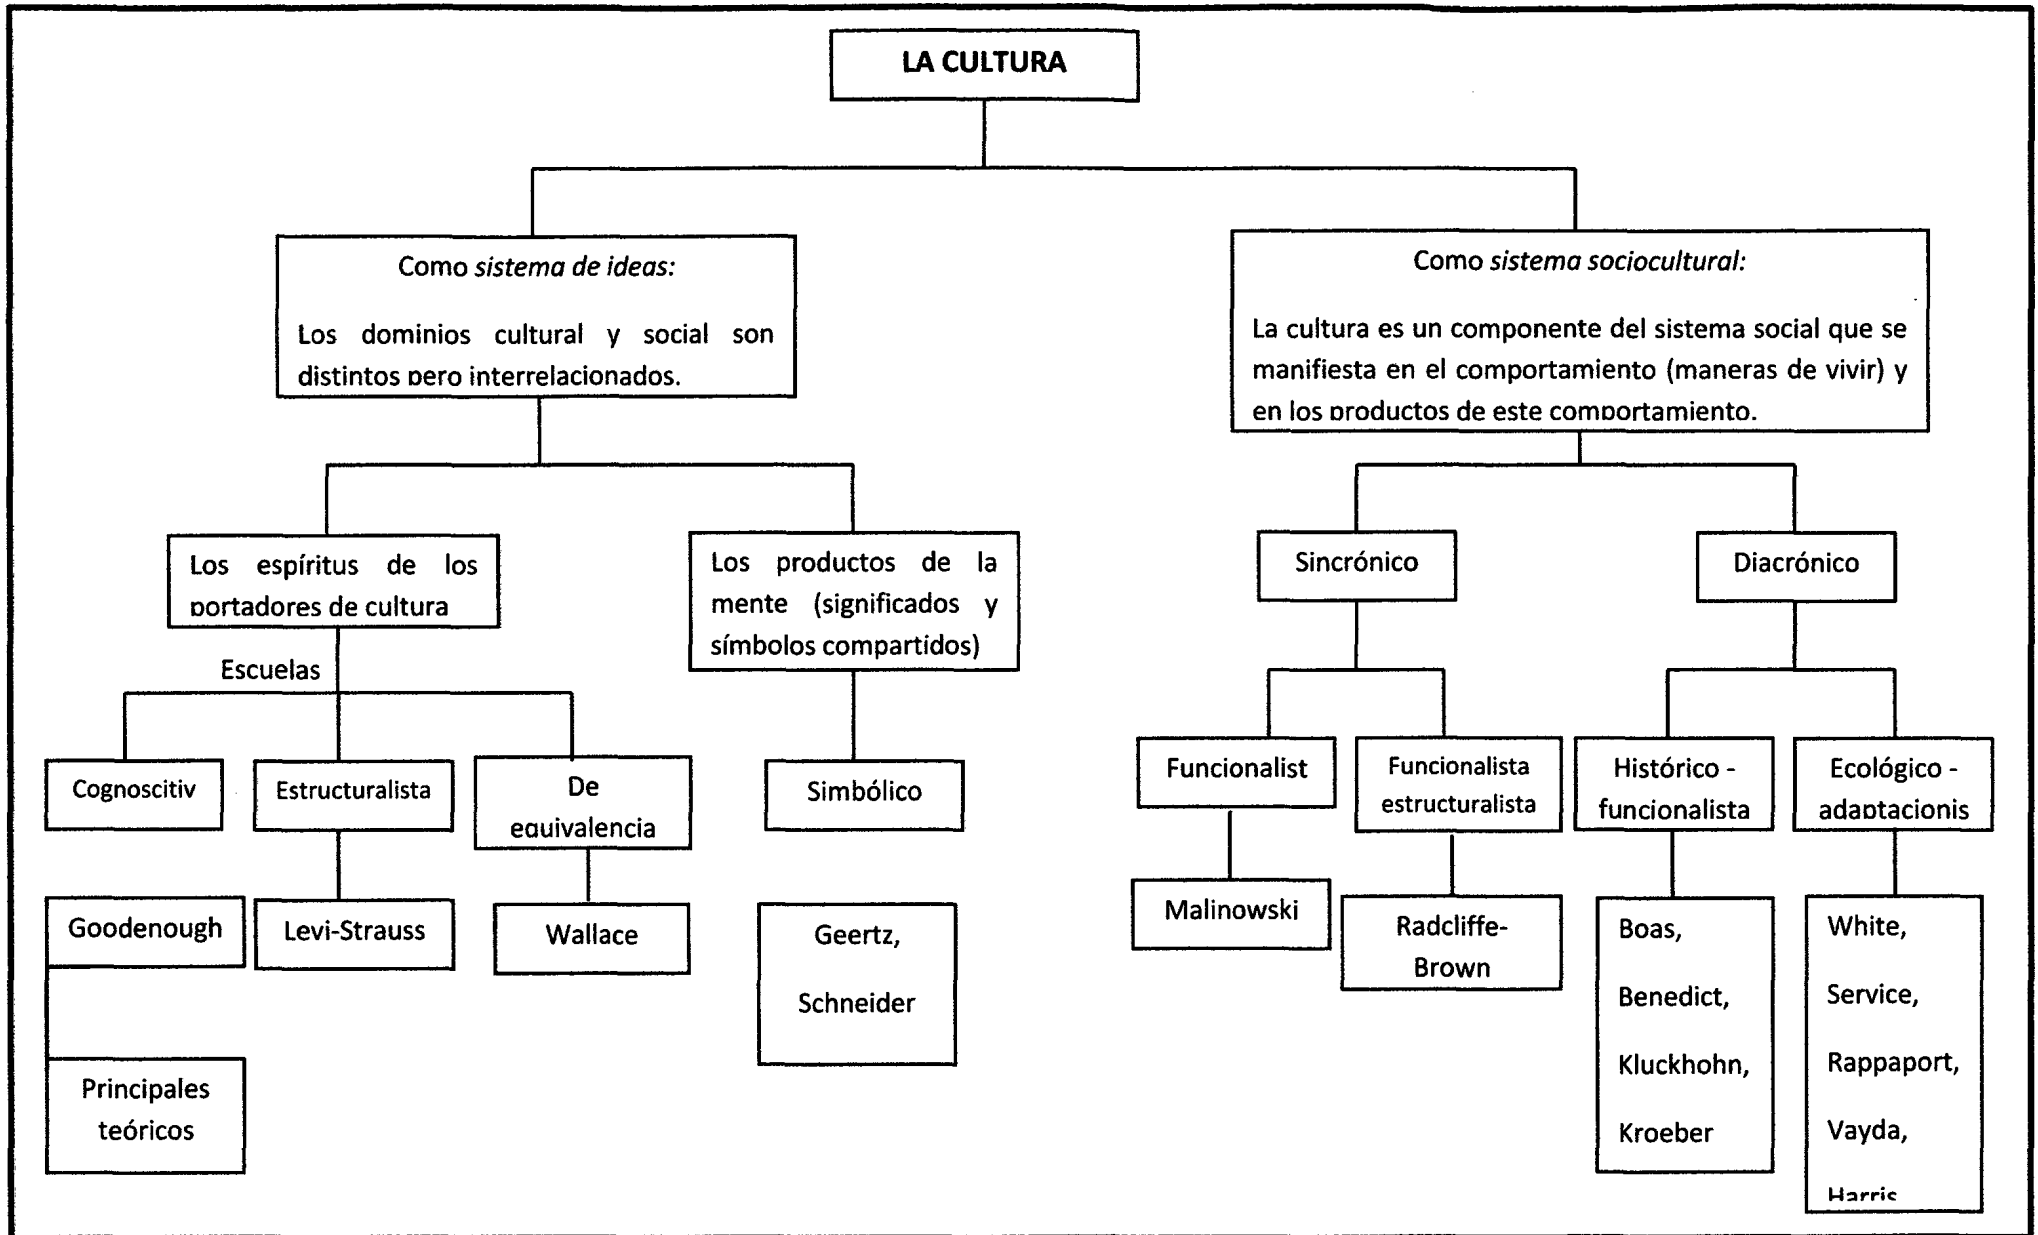 LA CULTURA
Como sistema de ideas:
Los dominios cultural y social son
distintos pero interrelacionados.
Como sistema sociocultural:
La cultura es un componente del sistema social que se
manifiesta en el comportamiento (maneras de vivir) y
en los productos de este comportamiento.
Los espíritus de los
portadores de cultura
Los productos de la
mente (significados y
símbolos compartidos)
Sincrónico
Diacrónico
Escuelas
Cognoscitiv
Estructuralista
De
equivalencia
Simbólico
Funcionalist
Funcionalista
estructuralista
Histórico -
funcionalista
Ecológico -
adaptacionis
Goodenough
Levi-Strauss
Wallace
Geertz,
Schneider
Malinowski
Radcliffe-
Brown
Boas,
Benedict,
Kluckhohn,
Kroeber
White,
Service,
Rappaport,
Vayda,
Harris
Principales
teóricos